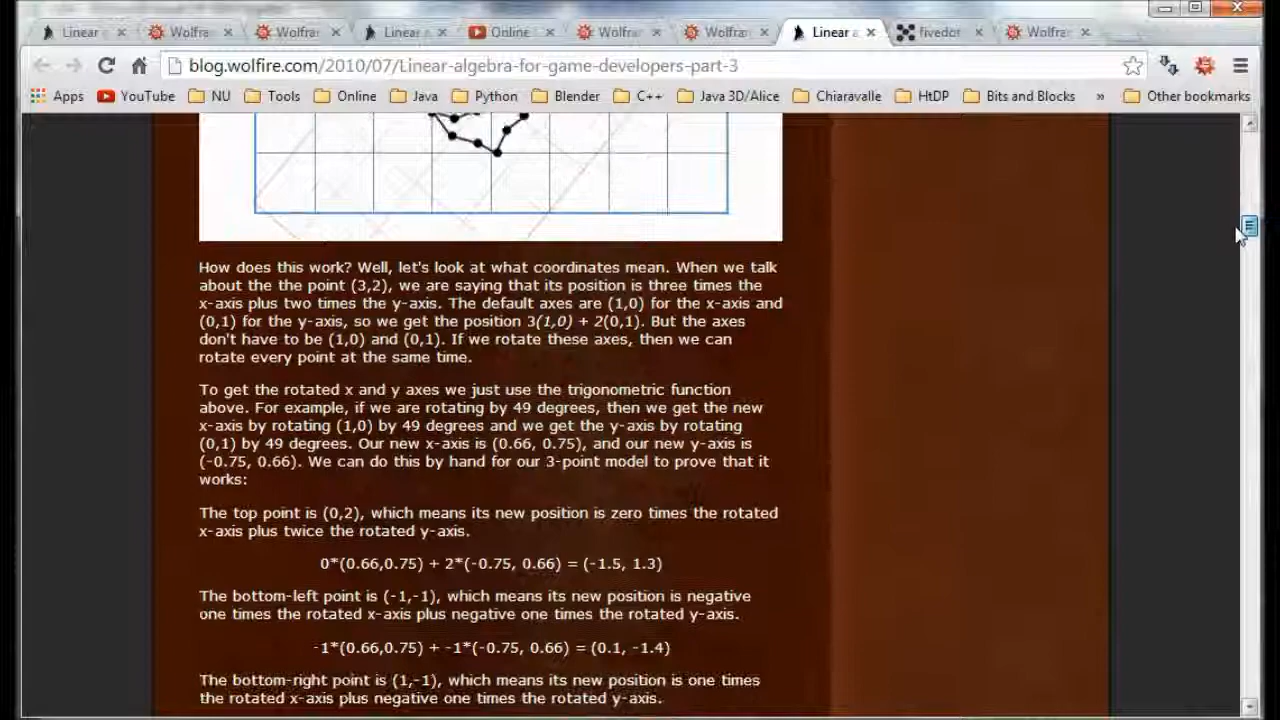 Linear a
Wolfra
Wolfra
Linear
Online
Wolfra
Wolfra
Linear a
fivedot
Wolfra
blog.wolfire.com/2010/07/Linear-algebra-for-game-developers-part-3
Apps YouTube NU Tools Online Java Python Blender C++ Java 3D/Alice Chiaravalle HtDP Bits and Blocks » Other bookmarks
How does this work? Well, let's look at what coordinates mean. When we talk
about the the point (3,2), we are saying that its position is three times the
x-axis plus two times the y-axis. The default axes are (1,0) for the x-axis and
(0,1) for the y-axis, so we get the position 3(1,0) + 2(0,1). But the axes
don't have to be (1,0) and (0,1). If we rotate these axes, then we can
rotate every point at the same time.
To get the rotated x and y axes we just use the trigonometric function
above. For example, if we are rotating by 49 degrees, then we get the new
x-axis by rotating (1,0) by 49 degrees and we get the y-axis by rotating
(0,1) by 49 degrees. Our new x-axis is (0.66, 0.75), and our new y-axis is
(-0.75, 0.66). We can do this by hand for our 3-point model to prove that it
works:
The top point is (0,2), which means its new position is zero times the rotated
x-axis plus twice the rotated y-axis.
0*(0.66,0.75) + 2*(-0.75, 0.66) = (-1.5, 1.3)
The bottom-left point is (-1,-1), which means its new position is negative
one times the rotated x-axis plus negative one times the rotated y-axis.
-1*(0.66,0.75) + -1*(-0.75, 0.66) = (0.1, -1.4)
The bottom-right point is (1,-1), which means its new position is one times
the rotated x-axis plus negative one times the rotated y-axis.